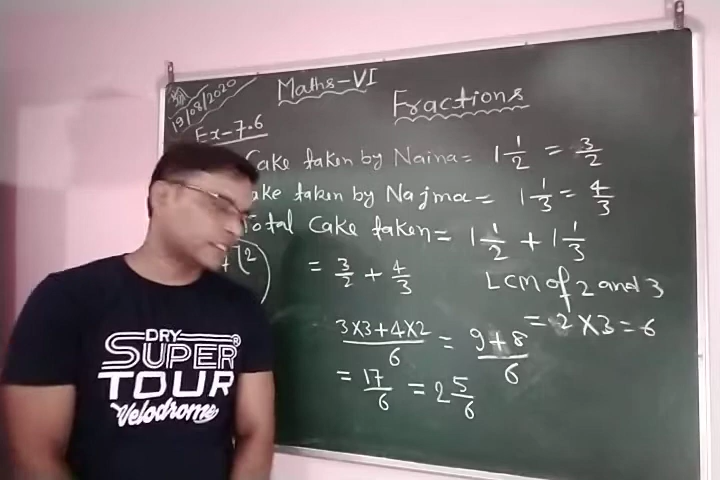 Maths-VI
19/08/2020
Fractions
Ex-7.6
Cake taken by Naina = 1 1/2 = 3/2
ake taken by Najma = 1 1/3 = 4/3
Total Cake taken = 1 1/2 + 1 1/3
= 3/2 + 4/3
LCM of 2 and 3
= 2 X 3 = 6
3X3+4X2/6 = 9+8/6
= 17/6 = 2 5/6
DRY
SUPER®
TOUR
Velodrome